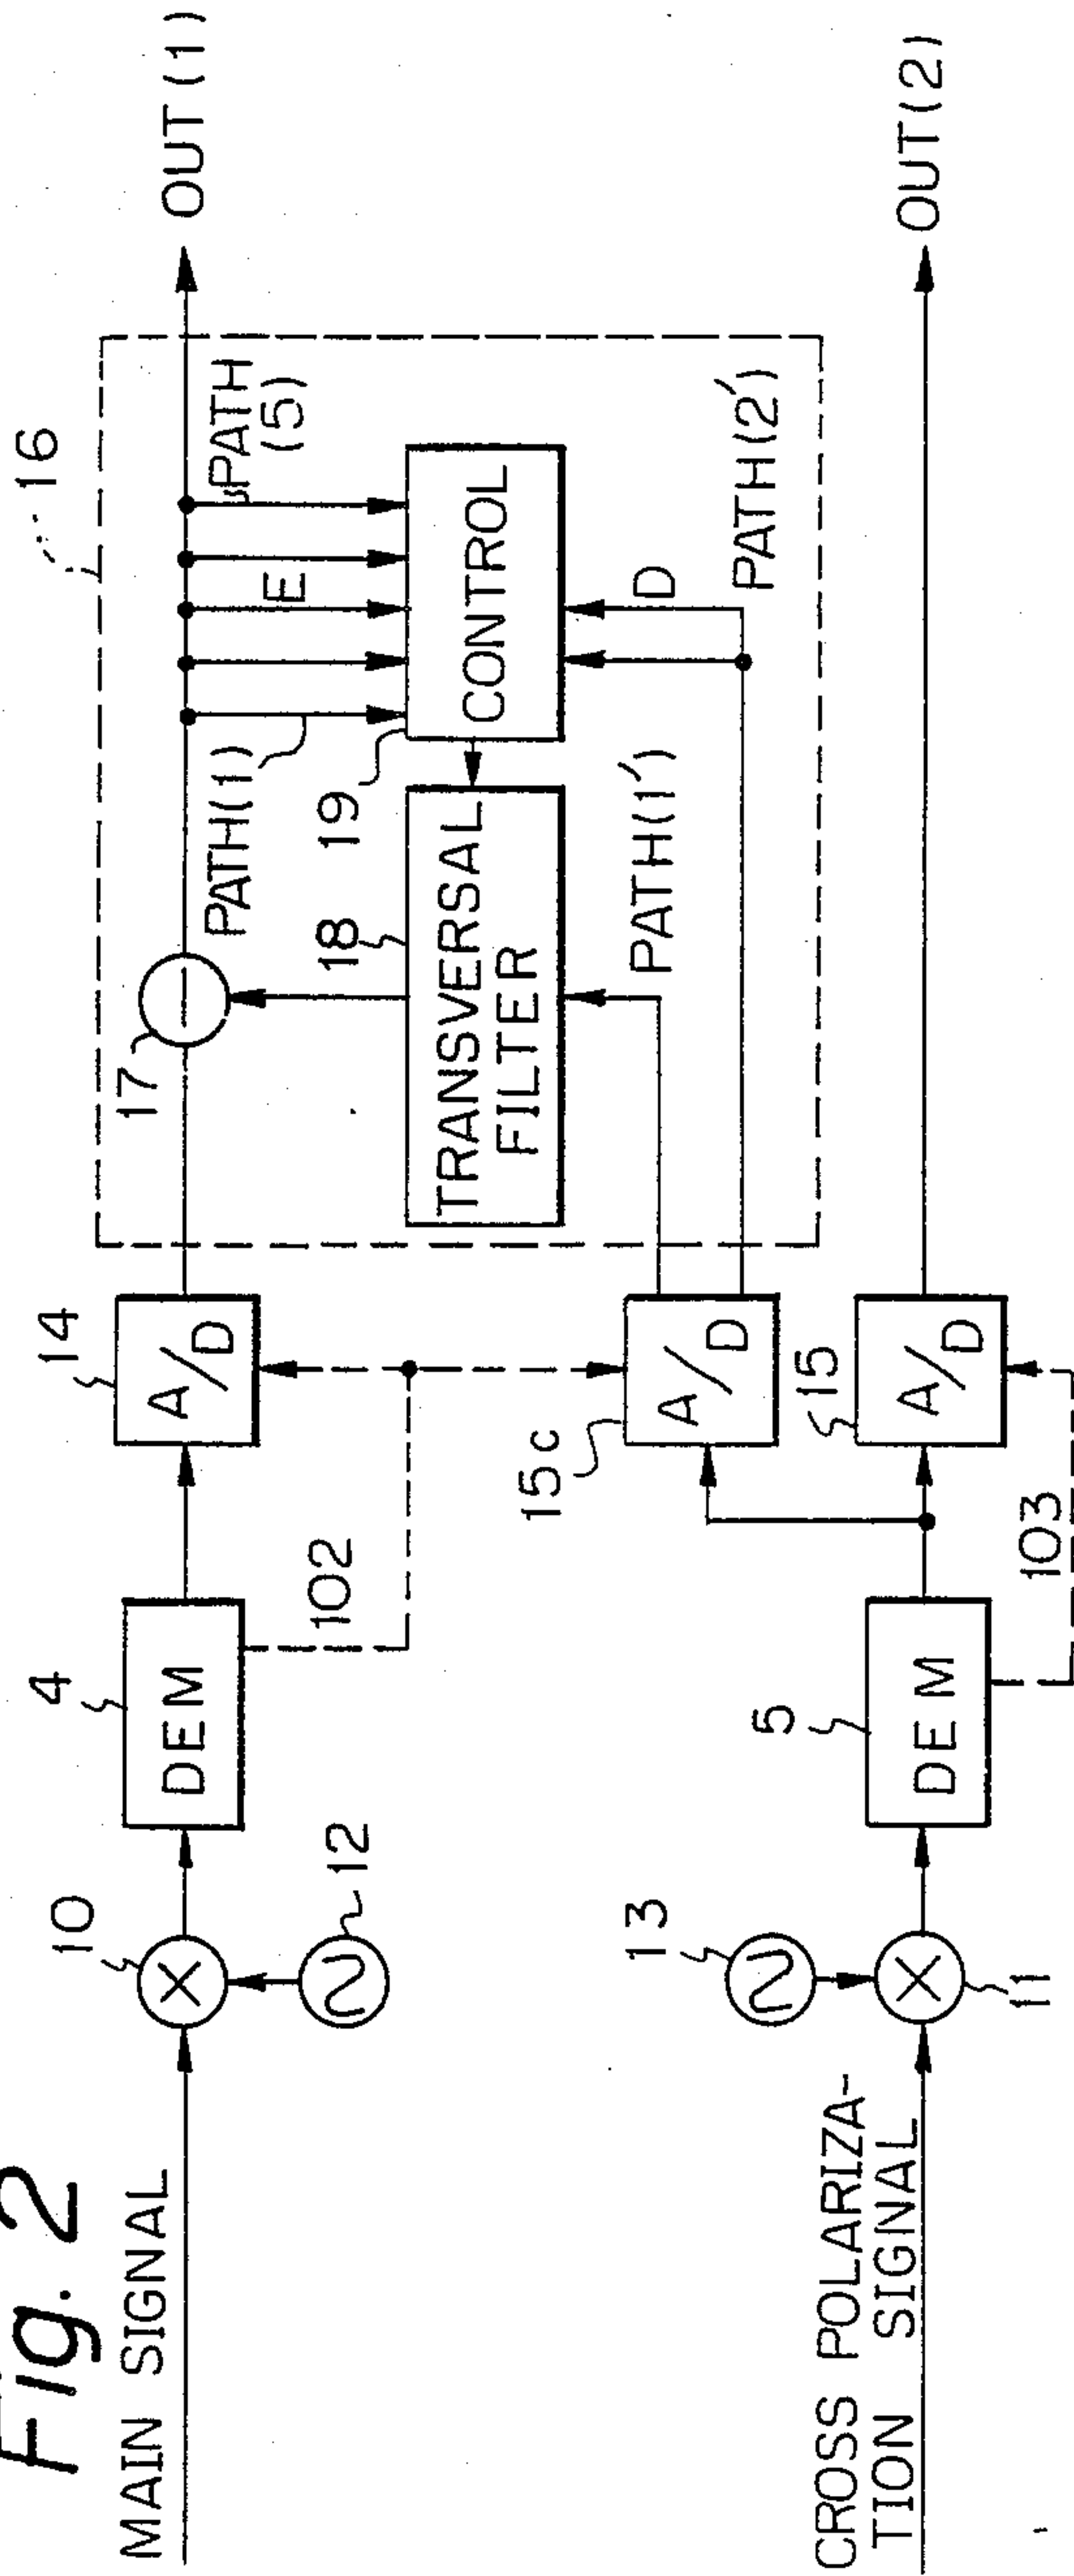 Fig. 2
MAIN SIGNAL
10
12
4
DEM
102
14
A/D
17
16
PATH(1)
E
PATH
(5)
OUT(1)
18
TRANSVERSAL
FILTER
19
CONTROL
D
PATH(1')
PATH(2')
15c
A/D
CROSS POLARIZA-
TION SIGNAL
13
11
5
DEM
103
15
A/D
OUT(2)